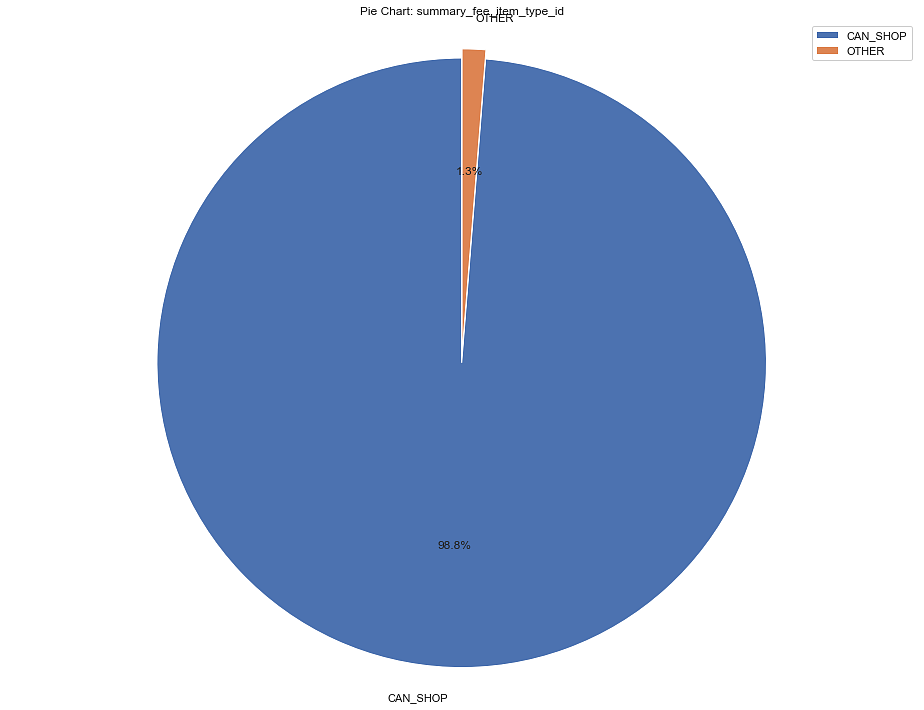 Pie Chart: summary_fee_item_type_id
OTHER
CAN_SHOP
OTHER
1.3%
98.8%
CAN_SHOP